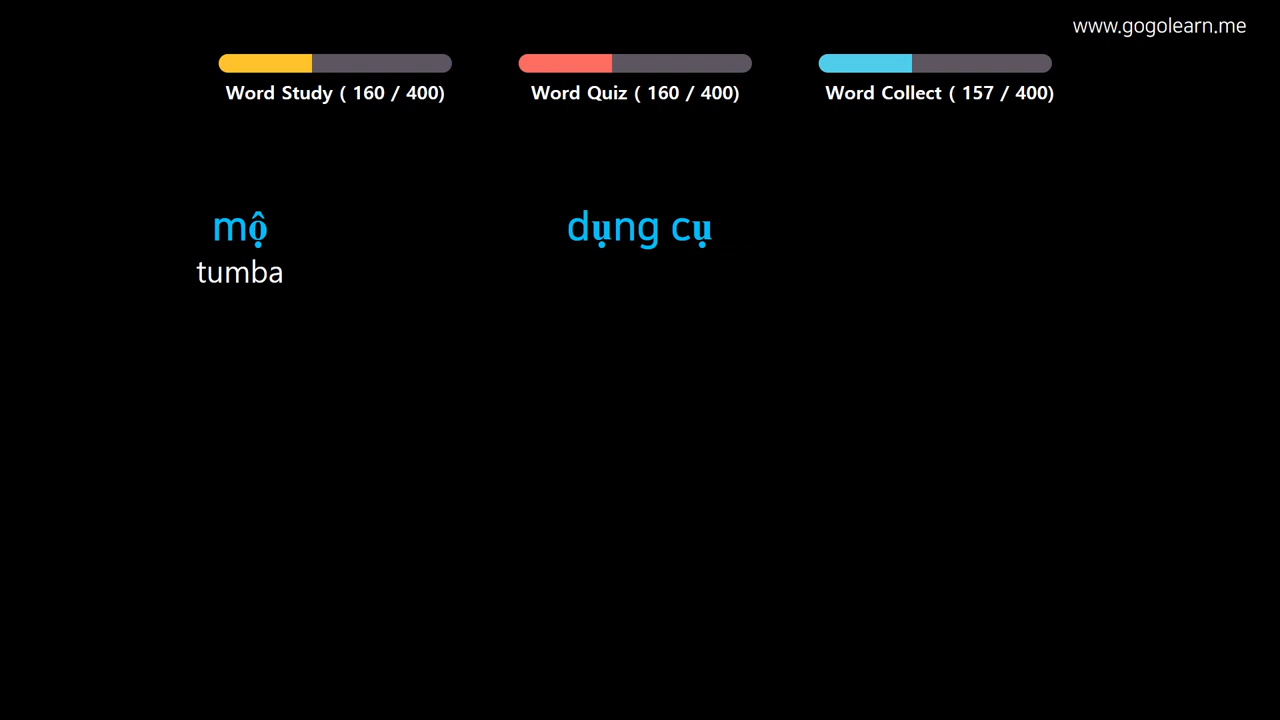 www.gogolearn.me
Word Study ( 160 / 400)
Word Quiz ( 160 / 400)
Word Collect ( 157 / 400)
mộ
tumba
dụng cụ